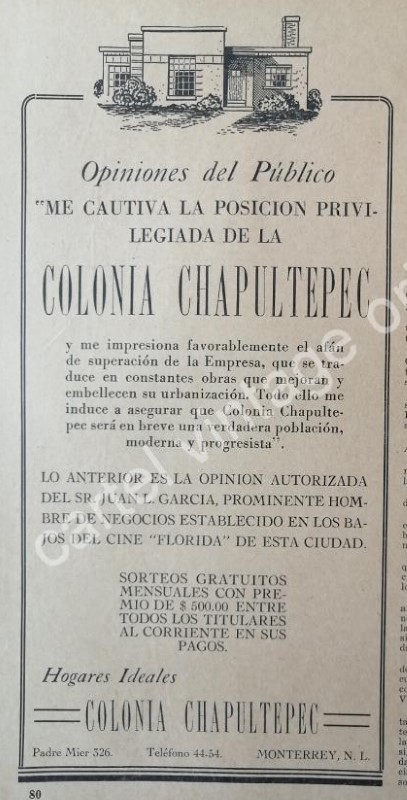 Opiniones del Público
"ME CAUTIVA LA POSICION PRIVI-
LEGIADA DE LA
COLONIA CHAPULTEPEC
y me impresiona favorablemente el afán
de superación de la Empresa, que se tra-
duce en constantes obras que mejoran y
embellecen su urbanización. Todo ello me
induce a asegurar que Colonia Chapulte-
pec será en breve una verdadera población,
moderna y progresista".
LO ANTERIOR ES LA OPINION AUTORIZADA
DEL SR. JUAN L. GARCIA, PROMINENTE HOM-
BRE DE NEGOCIOS ESTABLECIDO EN LOS BA-
JOS DEL CINE "FLORIDA" DE ESTA CIUDAD.
SORTEOS GRATUITOS
MENSUALES CON PRE-
MIO DE $ 500.00 ENTRE
TODOS LOS TITULARES
AL CORRIENTE EN SUS
PAGOS.
Hogares Ideales
COLONIA CHAPULTEPEC
Padre Mier 326. Teléfono 44-54. MONTERREY, N. L.
80
cartel vintage